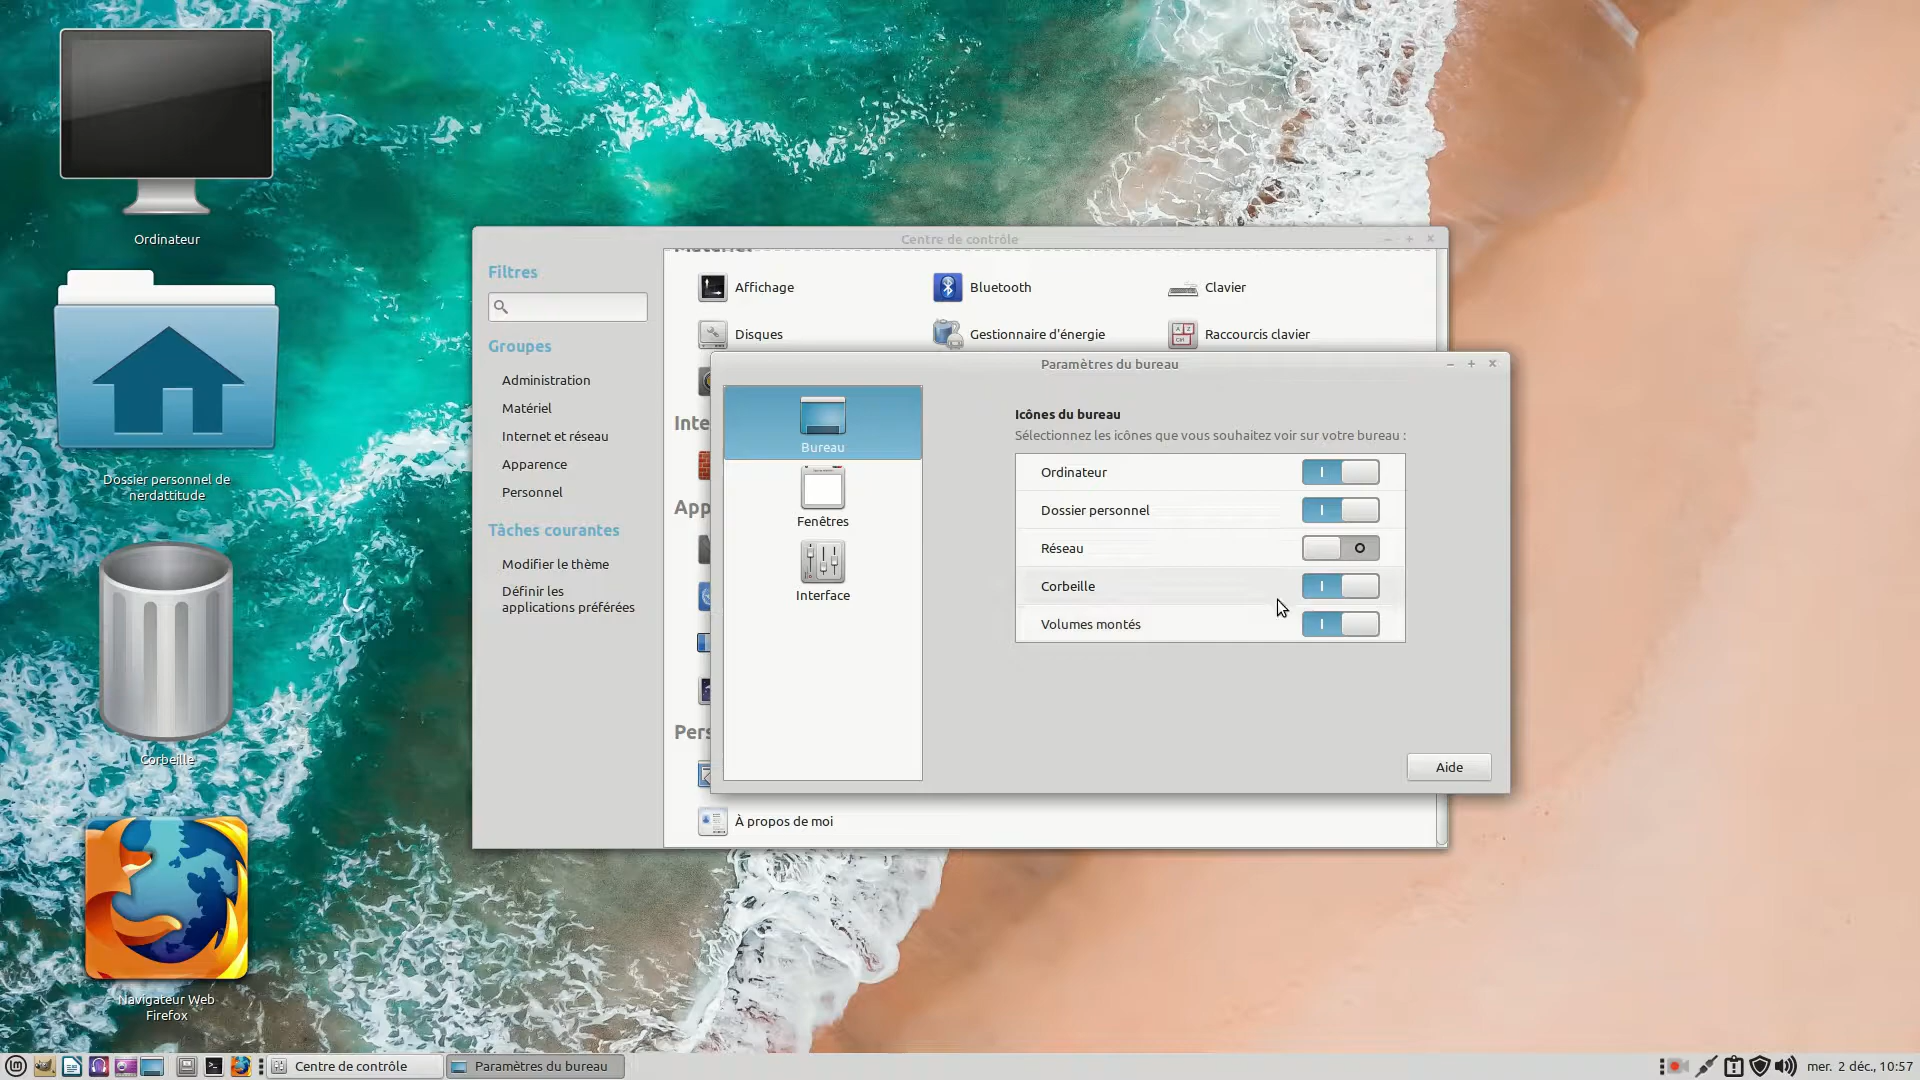 Ordinateur
Dossier personnel de
nerdattitude
Corbeille
Navigateur Web
Firefox
Centre de contrôle
Filtres
Groupes
Administration
Matériel
Internet et réseau
Apparence
Personnel
Tâches courantes
Modifier le thème
Définir les
applications préférées
Matériel
Affichage
Bluetooth
Clavier
Disques
Gestionnaire d'énergie
Raccourcis clavier
Inte
App
Pers
À propos de moi
Paramètres du bureau
Bureau
Fenêtres
Interface
Icônes du bureau
Sélectionnez les icônes que vous souhaitez voir sur votre bureau :
Ordinateur
Dossier personnel
Réseau
Corbeille
Volumes montés
Aide
Centre de contrôle
Paramètres du bureau
mer. 2 déc., 10:57